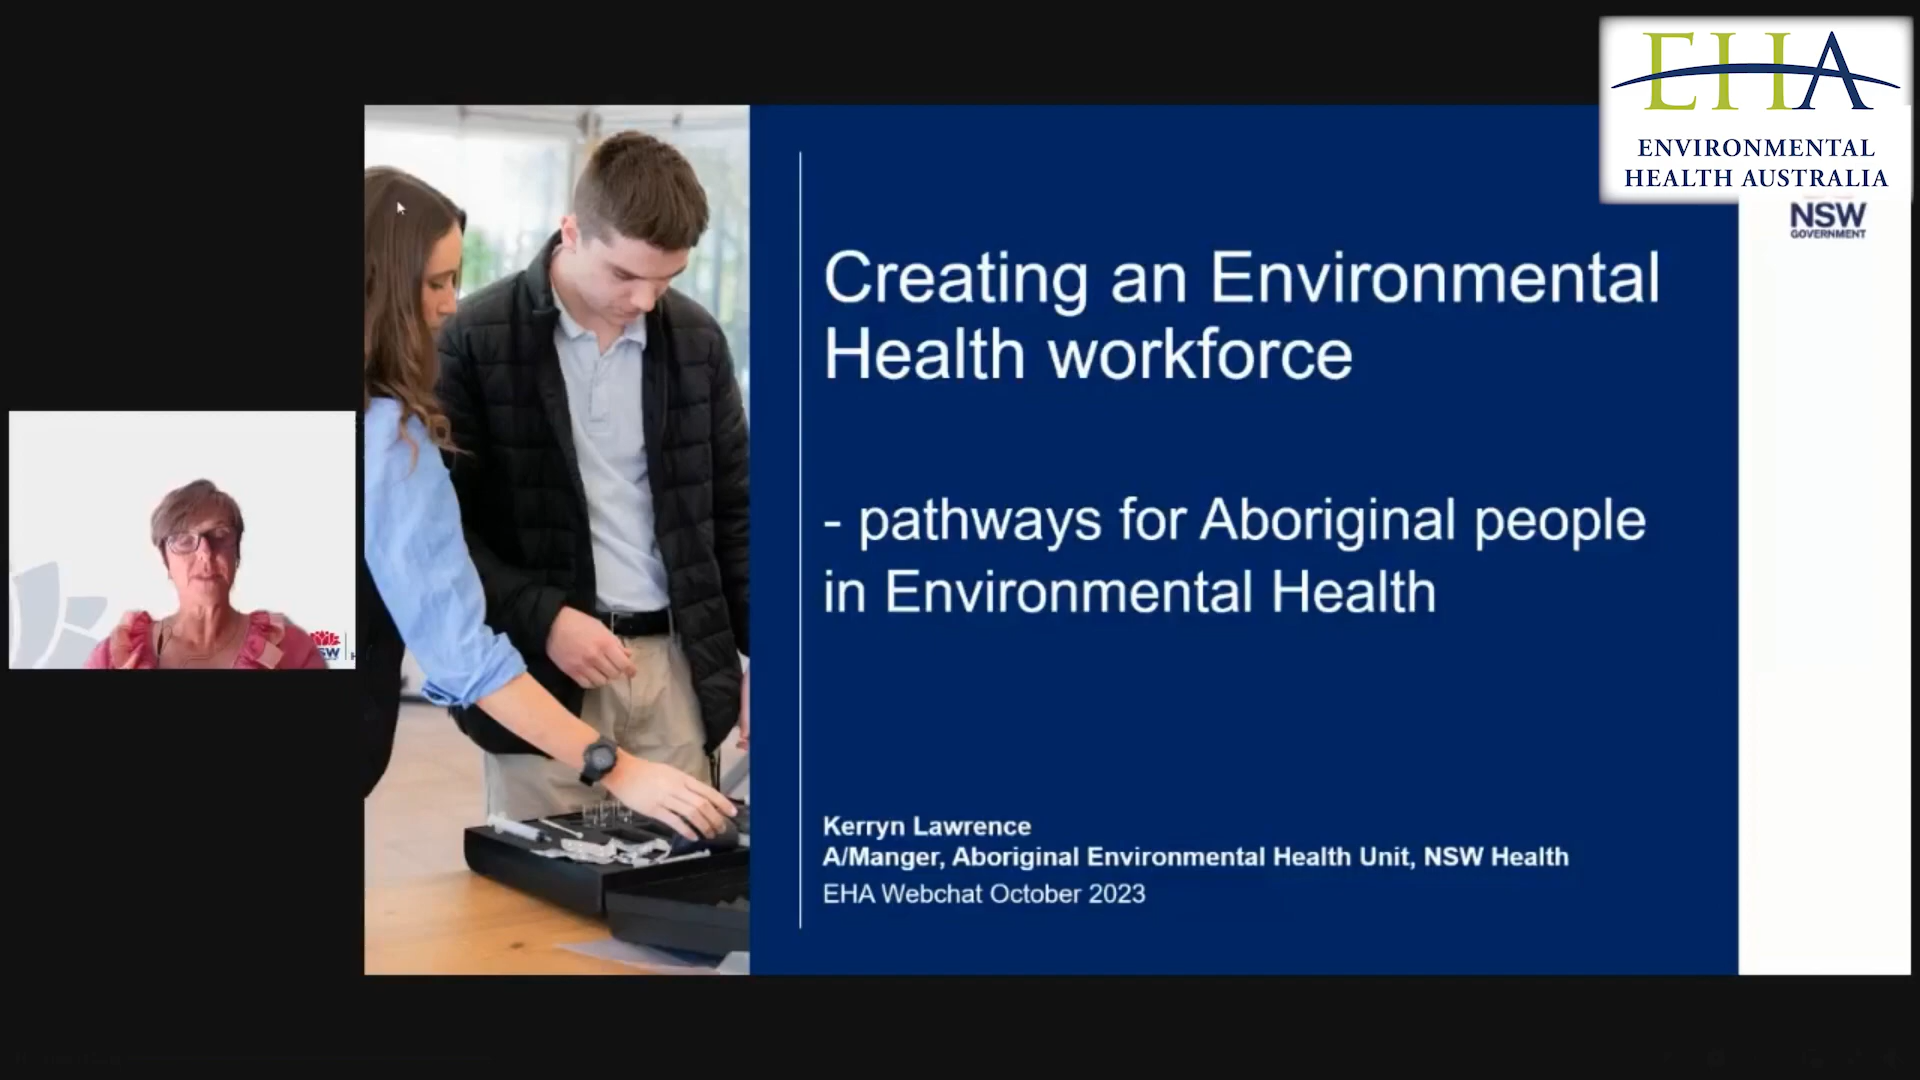 EHA
ENVIRONMENTAL
HEALTH AUSTRALIA
NSW
GOVERNMENT
Creating an Environmental
Health workforce
- pathways for Aboriginal people
in Environmental Health
Kerryn Lawrence
A/Manger, Aboriginal Environmental Health Unit, NSW Health
EHA Webchat October 2023